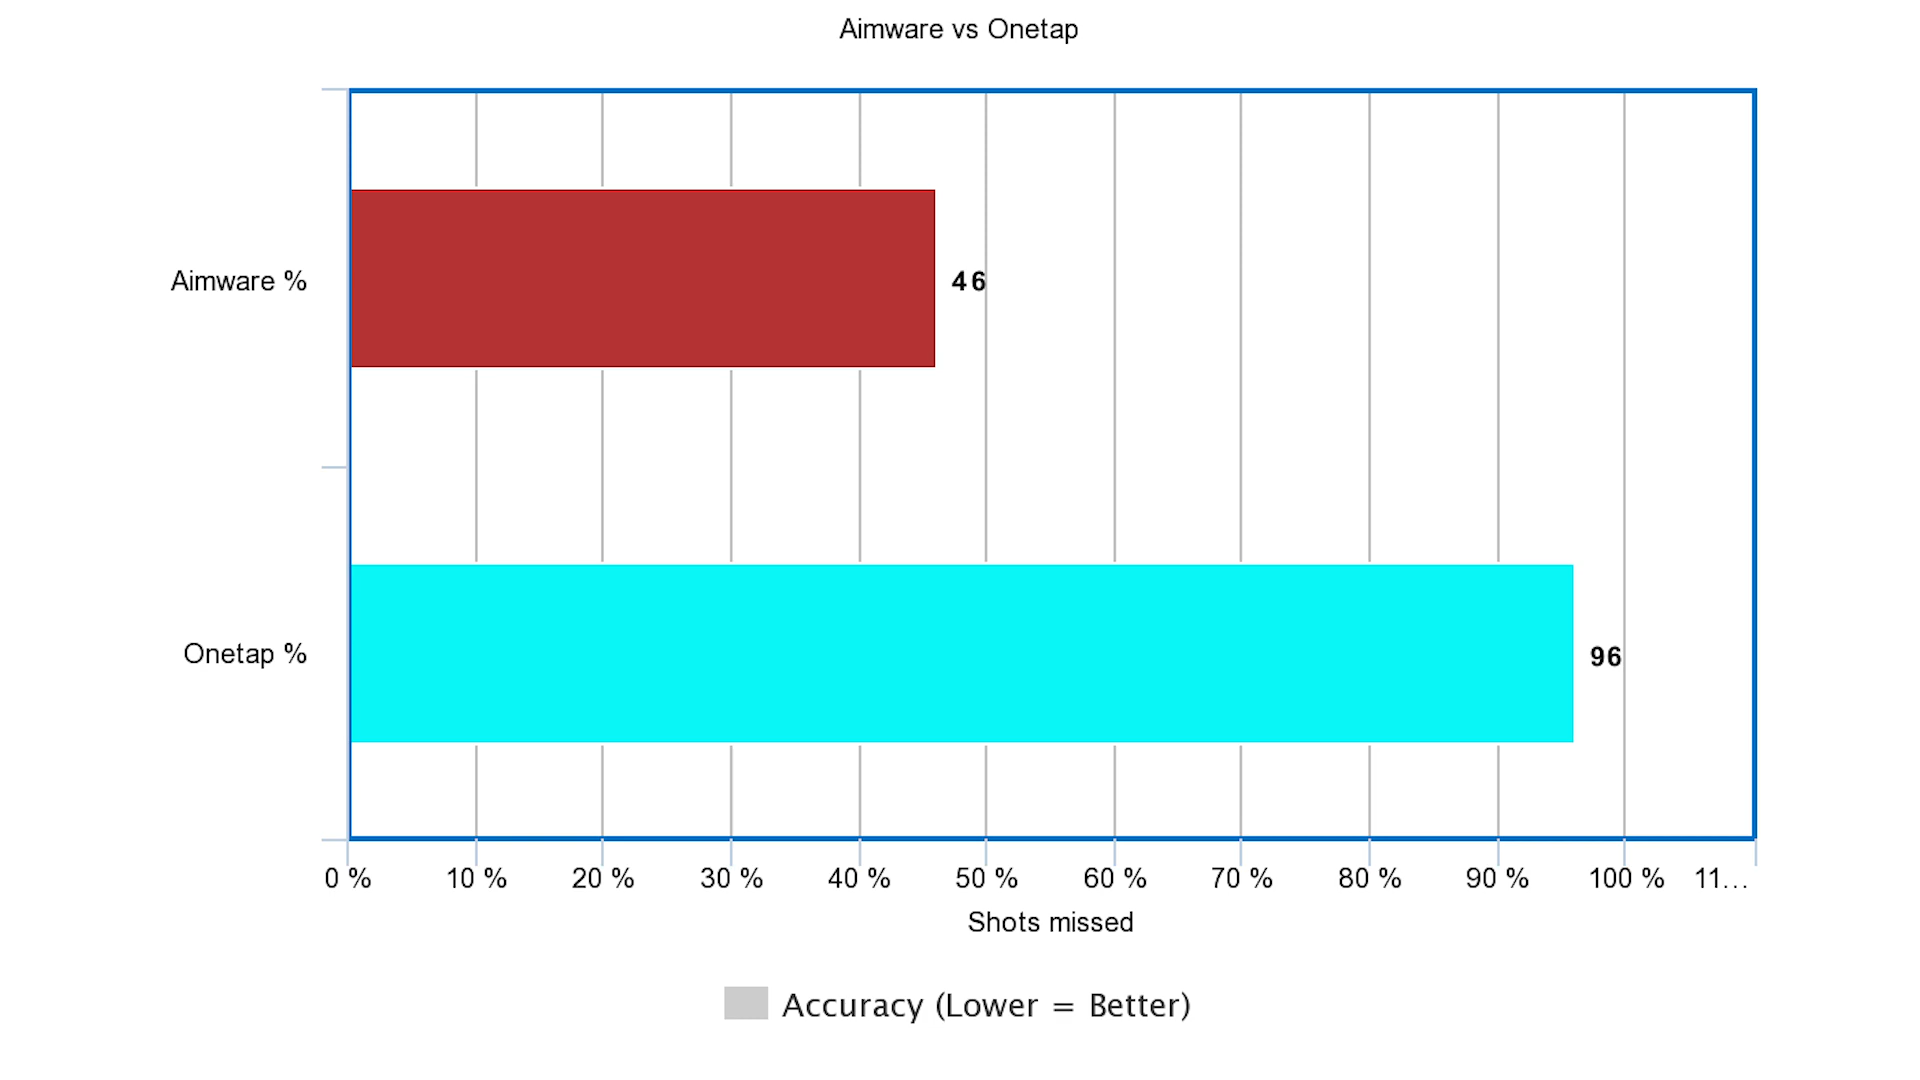 Aimware vs Onetap
Aimware %
46
Onetap %
96
0 % 10 % 20 % 30 % 40 % 50 % 60 % 70 % 80 % 90 % 100 % 11...
Shots missed
Accuracy (Lower = Better)